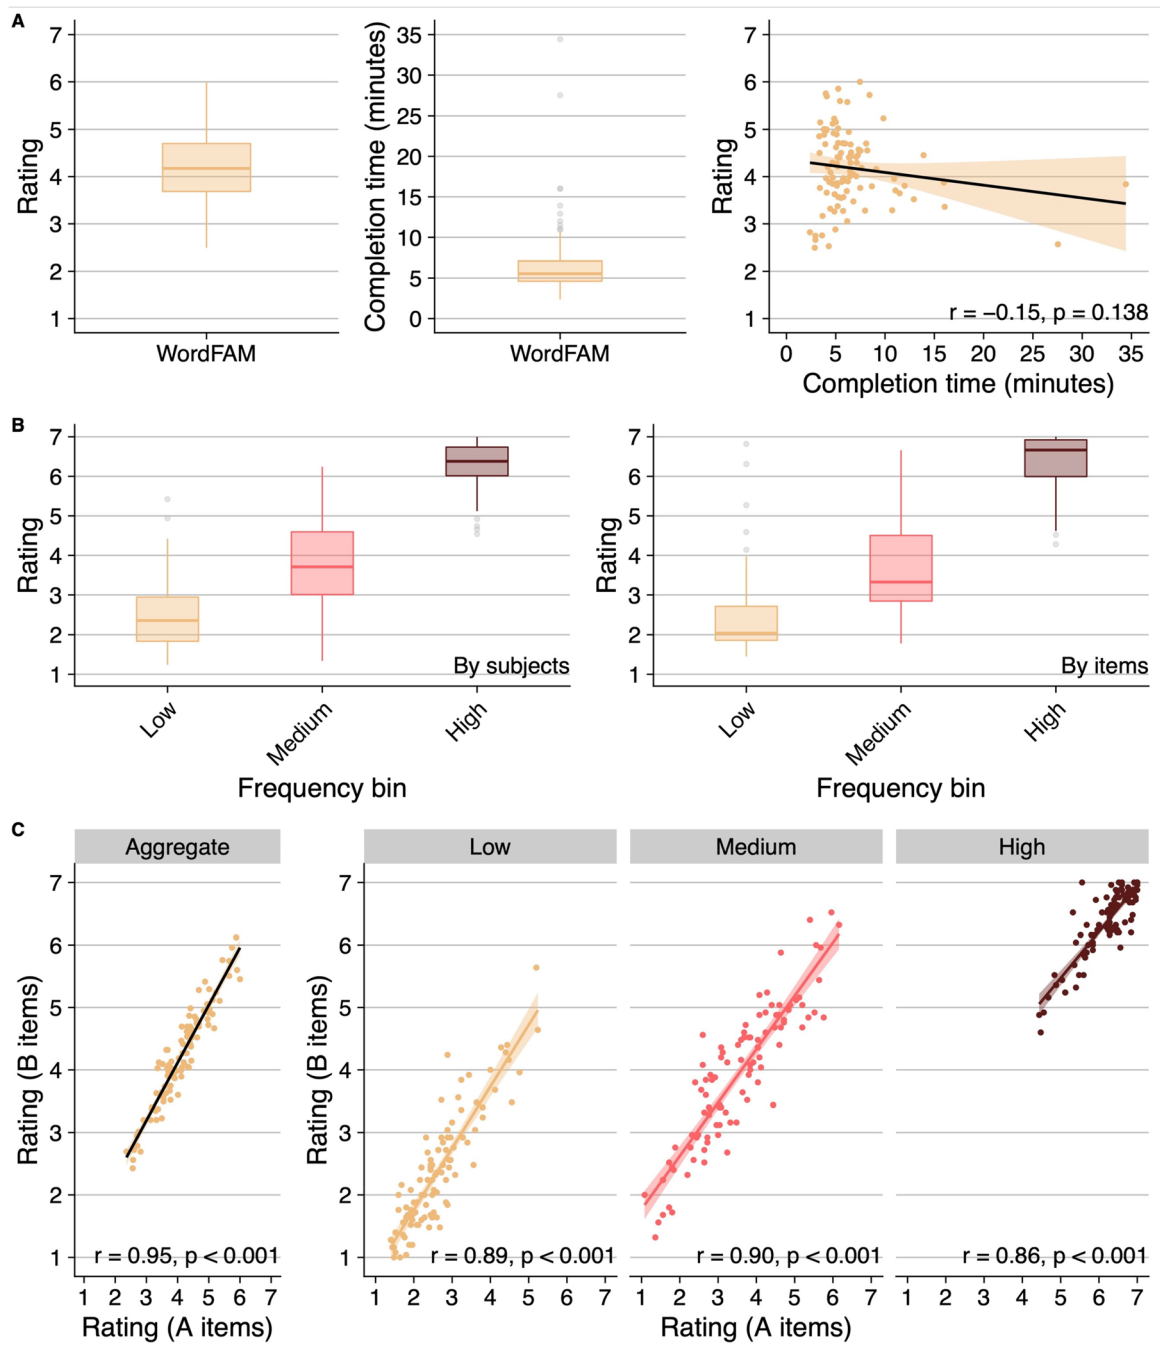 A
7
6
5
4
3
2
1
Rating
WordFAM
35
30
25
20
15
10
5
0
Completion time (minutes)
WordFAM
7
6
5
4
3
2
1
Rating
r = −0.15, p = 0.138
0 5 10 15 20 25 30 35
Completion time (minutes)
B
7
6
5
4
3
2
1
Rating
By subjects
Low Medium High
Frequency bin
7
6
5
4
3
2
1
Rating
By items
Low Medium High
Frequency bin
C
Aggregate
7
6
5
4
3
2
1
Rating (B items)
r = 0.95, p < 0.001
1 2 3 4 5 6 7
Rating (A items)
Low Medium High
7
6
5
4
3
2
1
Rating (B items)
r = 0.89, p < 0.001
r = 0.90, p < 0.001
r = 0.86, p < 0.001
1 2 3 4 5 6 7
1 2 3 4 5 6 7
1 2 3 4 5 6 7
Rating (A items)